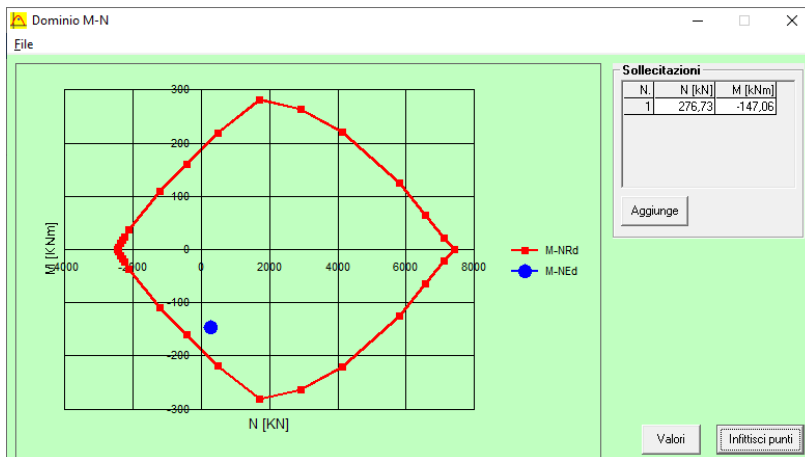 Dominio M-N
File
Sollecitazioni
N. N [kN] M [kNm]
1 276,73 -147,06
Aggiunge
300
200
100
0
-100
-200
-300
M [KNm]
4000 -2000 0 2000 4000 6000 8000
N [KN]
M-NRd
M-NEd
Valori
Infittisci punti